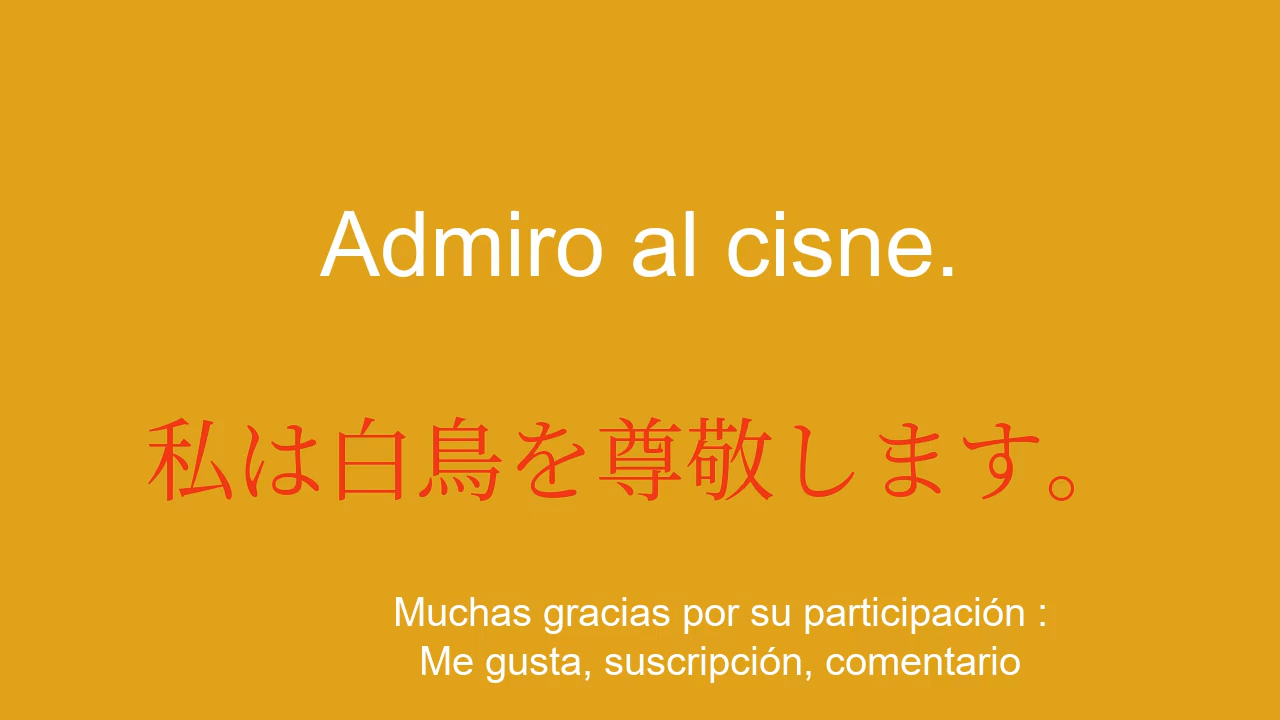 Admiro al cisne.
私は白鳥を尊敬します。
Muchas gracias por su participación :
Me gusta, suscripción, comentario